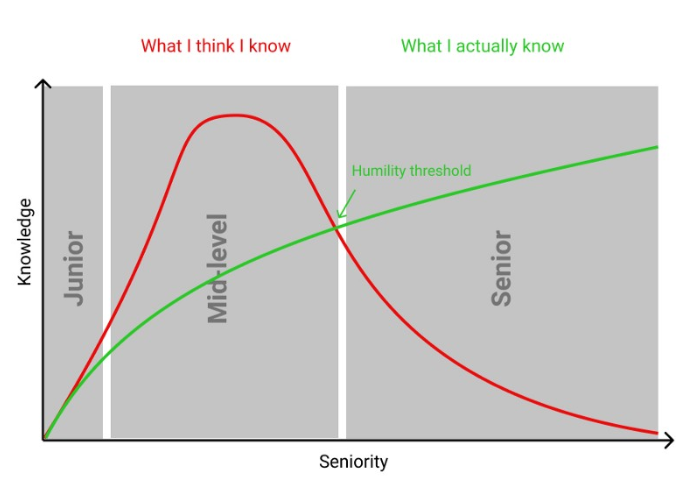 What I think I know
What I actually know
Humility threshold
Knowledge
Junior
Mid-level
Senior
Seniority